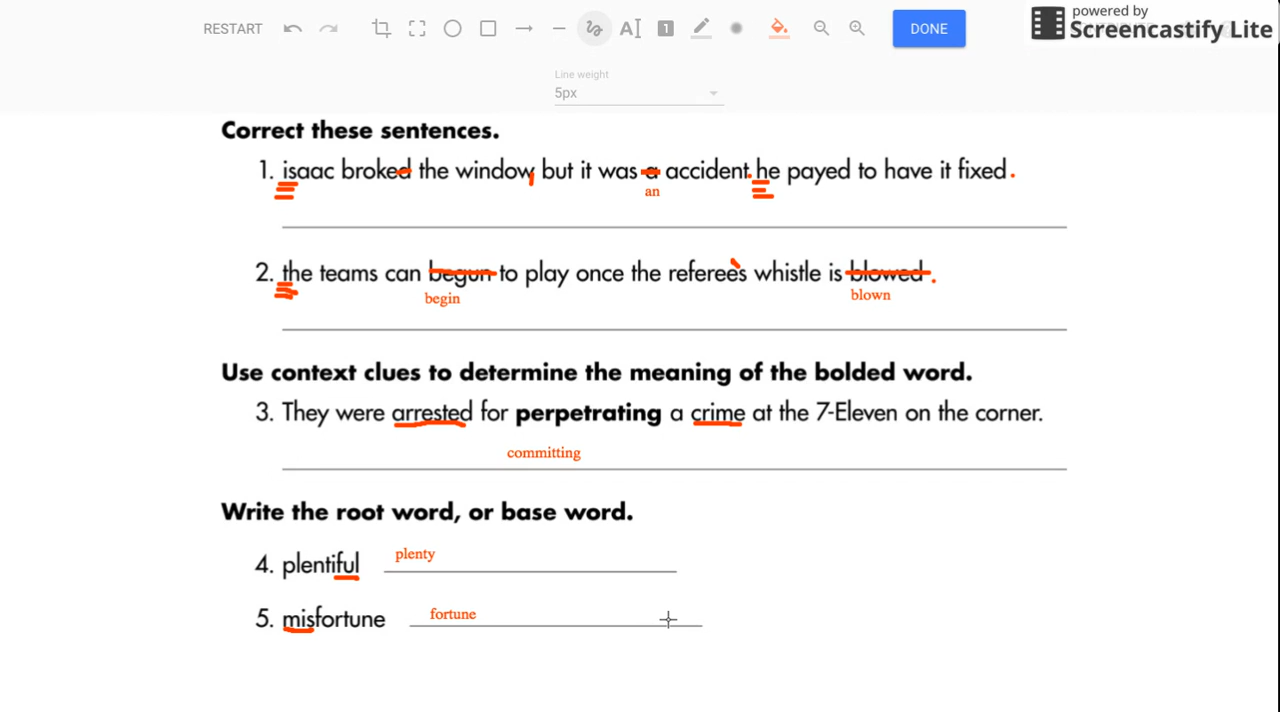 RESTART A 1 DONE
powered by
Screencastify Lite
Line weight
5px
Correct these sentences.
1. isaac broked the window, but it was a accident. he payed to have it fixed.
an
2. the teams can begun to play once the referee's whistle is blowed.
begin blown
Use context clues to determine the meaning of the bolded word.
3. They were arrested for perpetrating a crime at the 7-Eleven on the corner.
committing
Write the root word, or base word.
4. plentiful plenty
5. misfortune fortune